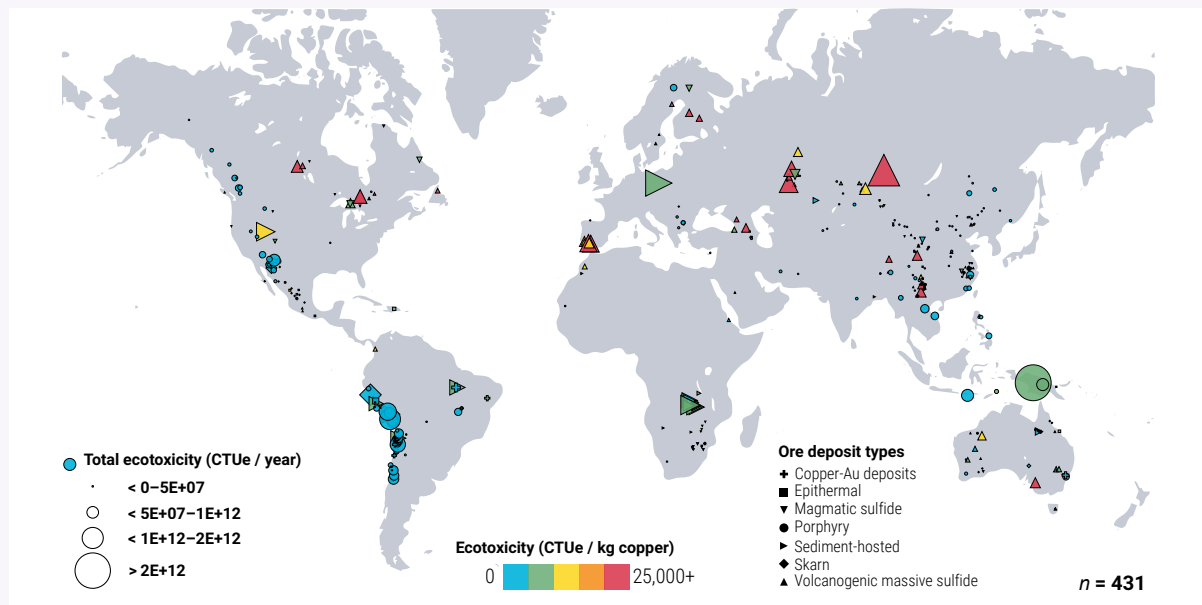 Total ecotoxicity (CTUe / year)
< 0–5E+07
< 5E+07–1E+12
< 1E+12–2E+12
> 2E+12
Ecotoxicity (CTUe / kg copper)
0 25,000+
Ore deposit types
Copper-Au deposits
Epithermal
Magmatic sulfide
Porphyry
Sediment-hosted
Skarn
Volcanogenic massive sulfide
n = 431